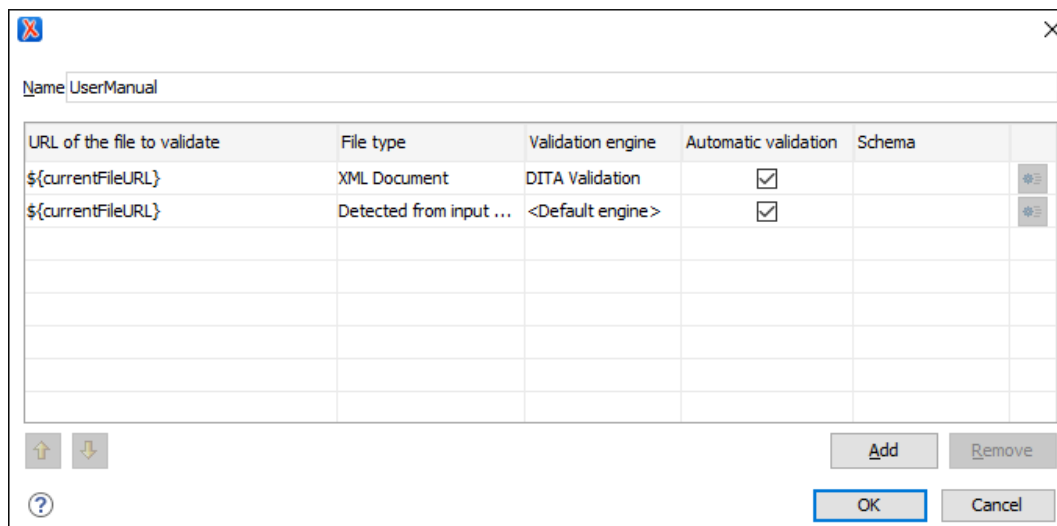 Name UserManual
URL of the file to validate File type Validation engine Automatic validation Schema
${currentFileURL} XML Document DITA Validation
${currentFileURL} Detected from input ... <Default engine>
Add Remove
? OK Cancel